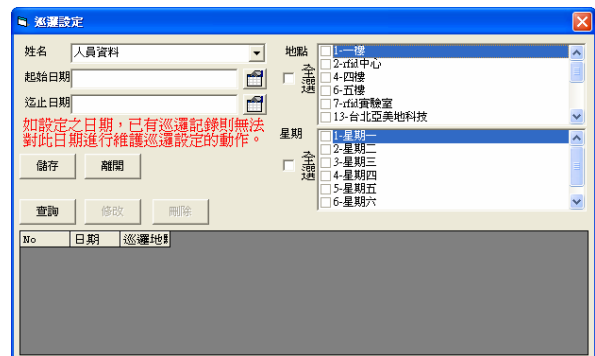 巡邏設定
姓名
人員資料
起始日期
迄止日期
如設定之日期，已有巡邏記錄則無法
對此日期進行維護巡邏設定的動作。
儲存
離開
查詢
修改
刪除
地點
全選
1-一樓
2-rfid中心
4-四樓
6-五樓
7-rfid實驗室
13-台北亞美地科技
星期
全選
1-星期一
2-星期二
3-星期三
4-星期四
5-星期五
6-星期六
No
日期
巡邏地